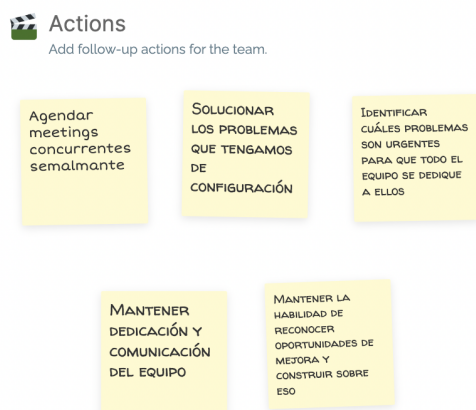 Actions
Add follow-up actions for the team.
Agendar
meetings
concurrentes
semalmante
Solucionar
los problemas
que tengamos
de
configuración
Identificar
cuáles problemas
son urgentes
para que todo el
equipo se dedique
a ellos
Mantener
dedicación y
comunicación
del equipo
Mantener la
habilidad de
reconocer
oportunidades de
mejora y
construir sobre
eso